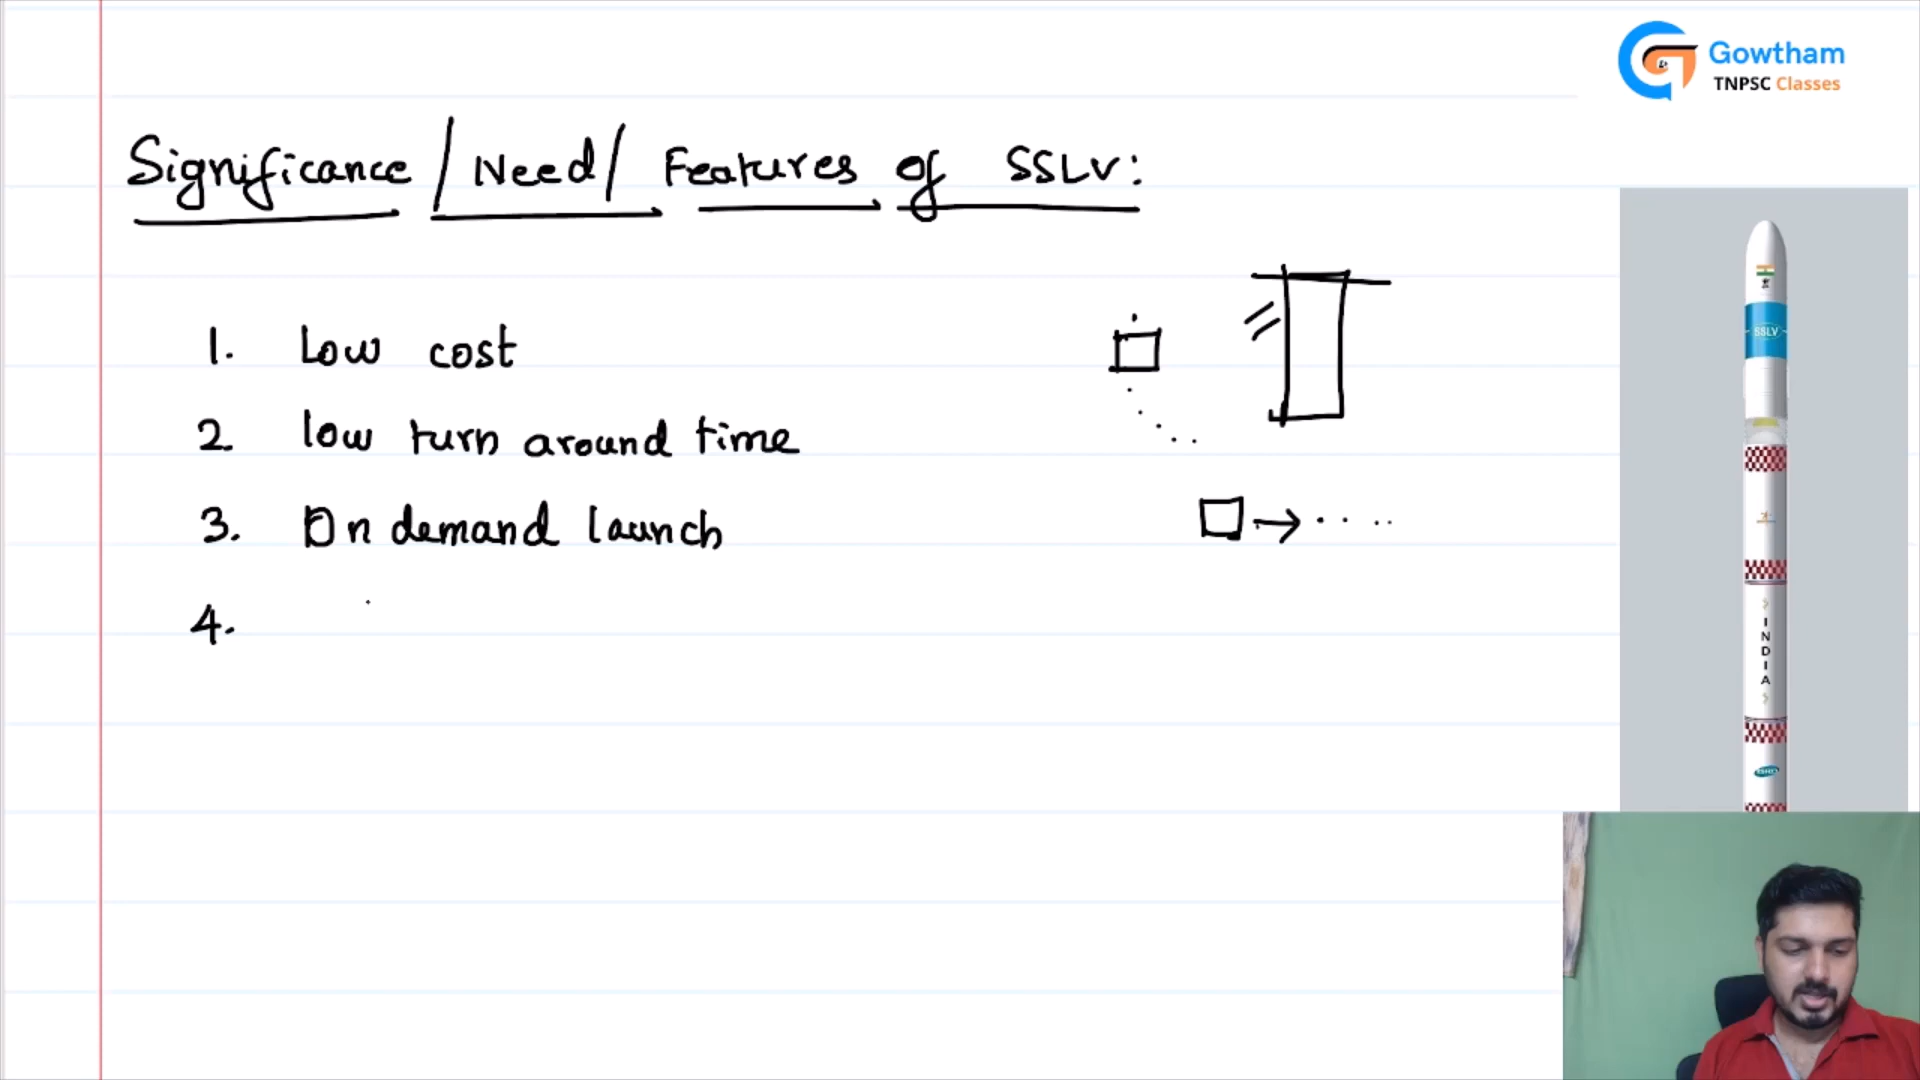 Gowtham
TNPSC Classes
Significance / Need / Features of SSLV:
1. Low cost
2. low turn around time
3. On demand launch
4.
SSLV
INDIA